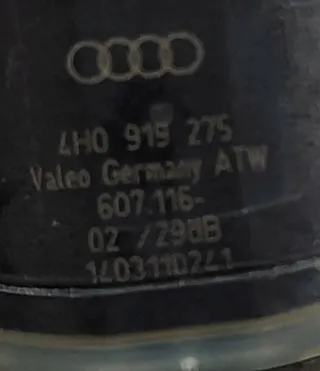 4H0 919 275
Valeo Germany ATW
607.116-
02 /29dB
1403110241